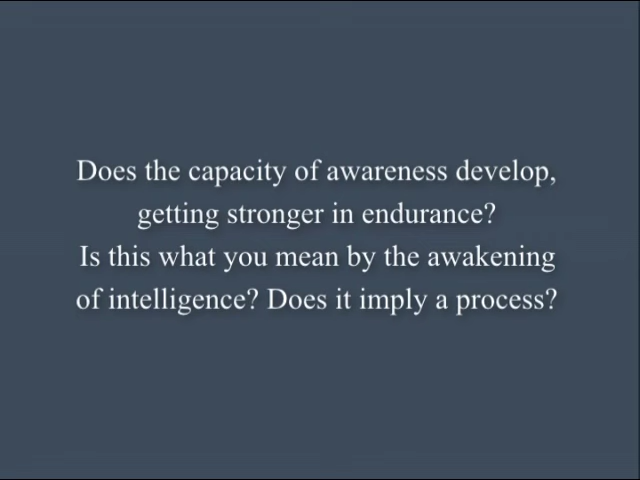 Does the capacity of awareness develop,
getting stronger in endurance?
Is this what you mean by the awakening
of intelligence? Does it imply a process?